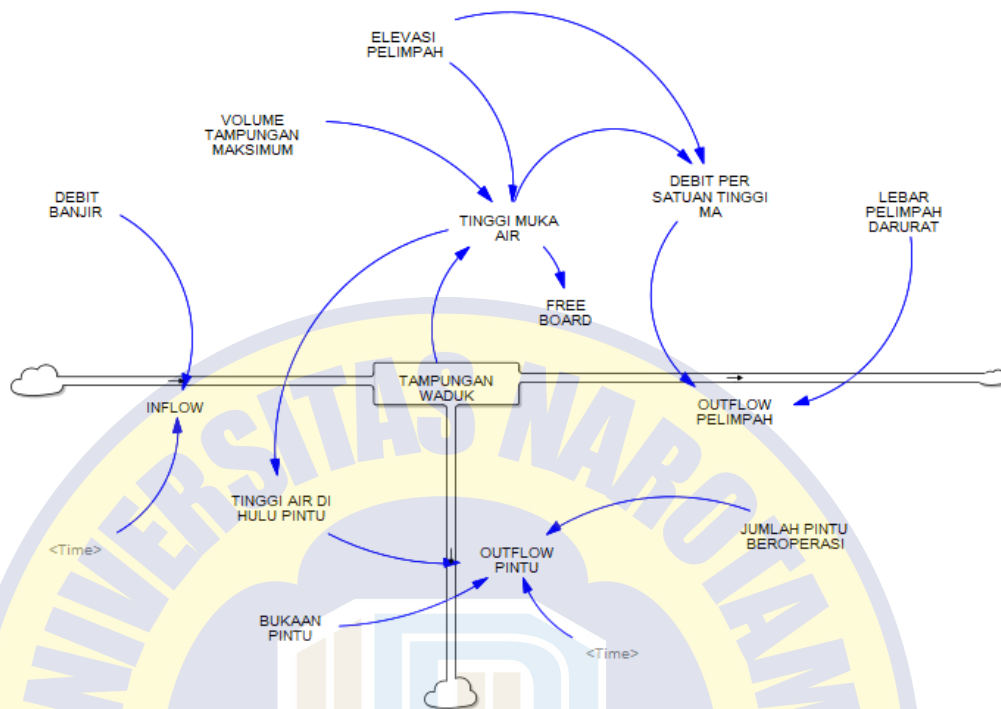 ELEVASI
PELIMPAH
VOLUME
TAMPUNGAN
MAKSIMUM
DEBIT
BANJIR
DEBIT PER
SATUAN TINGGI
MA
LEBAR
PELIMPAH
DARURAT
TINGGI MUKA
AIR
FREE
BOARD
TAMPUNGAN
WADUK
INFLOW
OUTFLOW
PELIMPAH
TINGGI AIR DI
HULU PINTU
<Time>
OUTFLOW
PINTU
JUMLAH PINTU
BEROPERASI
BUKAAN
PINTU
<Time>
UNIVERSITAS NAROTAMA